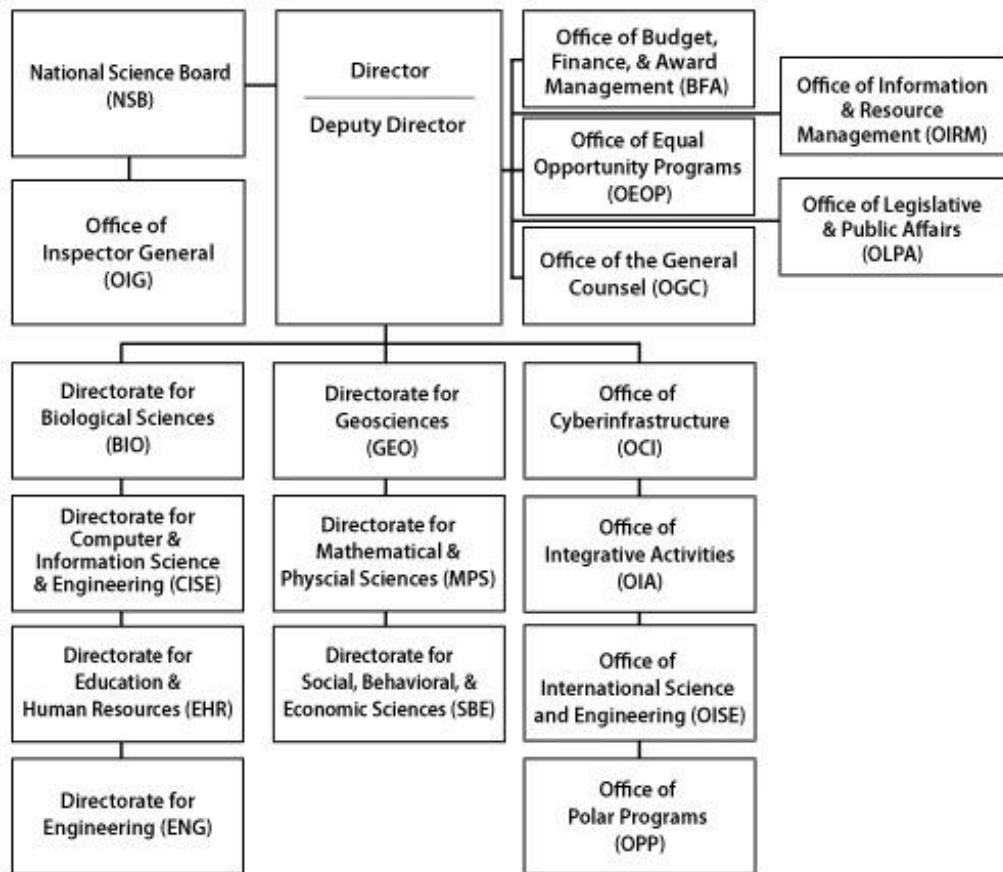 National Science Board
(NSB)
Director
Deputy Director
Office of Budget,
Finance, & Award
Management (BFA)
Office of Information
& Resource
Management (OIRM)
Office of Equal
Opportunity Programs
(OEOP)
Office of
Inspector General
(OIG)
Office of Legislative
& Public Affairs
(OLPA)
Office of the General
Counsel (OGC)
Directorate for
Biological Sciences
(BIO)
Directorate for
Geosciences
(GEO)
Office of
Cyberinfrastructure
(OCI)
Directorate for
Computer &
Information Science
& Engineering (CISE)
Directorate for
Mathematical &
Physcial Sciences (MPS)
Office of
Integrative Activities
(OIA)
Directorate for
Education &
Human Resources (EHR)
Directorate for
Social, Behavioral, &
Economic Sciences (SBE)
Office of
International Science
and Engineering (OISE)
Directorate for
Engineering (ENG)
Office of
Polar Programs
(OPP)